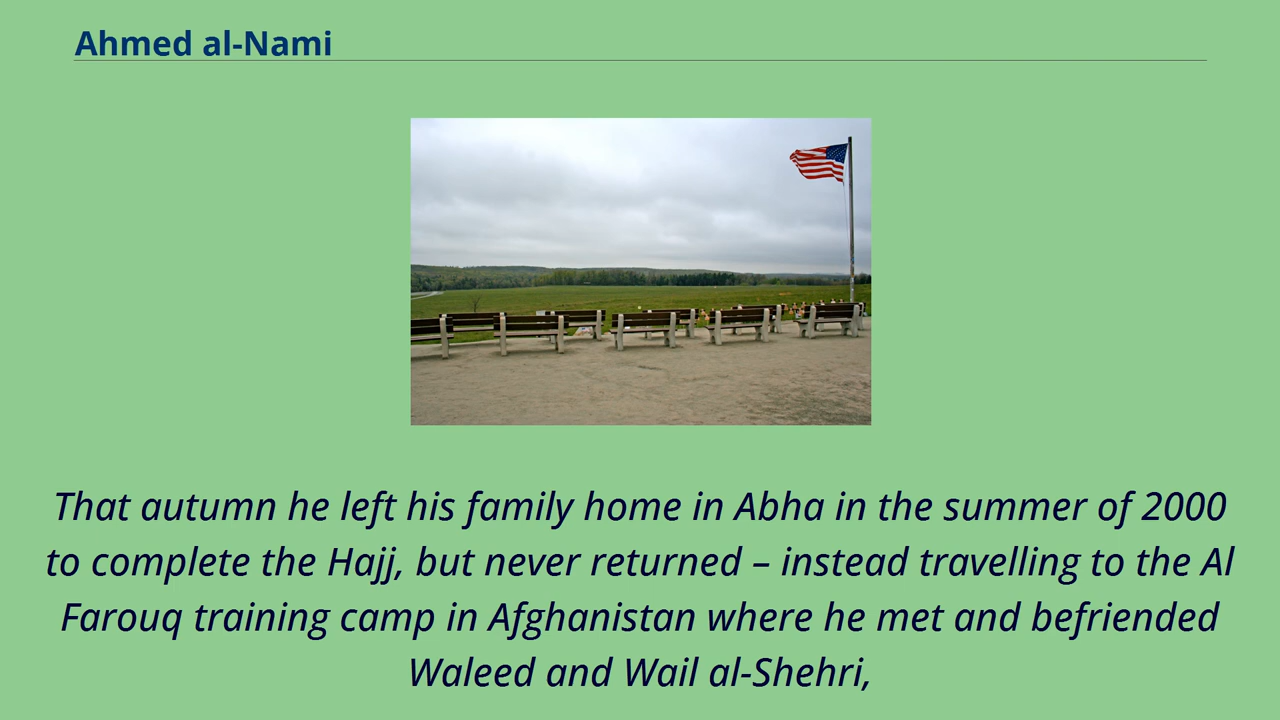 Ahmed al-Nami
That autumn he left his family home in Abha in the summer of 2000
to complete the Hajj, but never returned – instead travelling to the Al
Farouq training camp in Afghanistan where he met and befriended
Waleed and Wail al-Shehri,